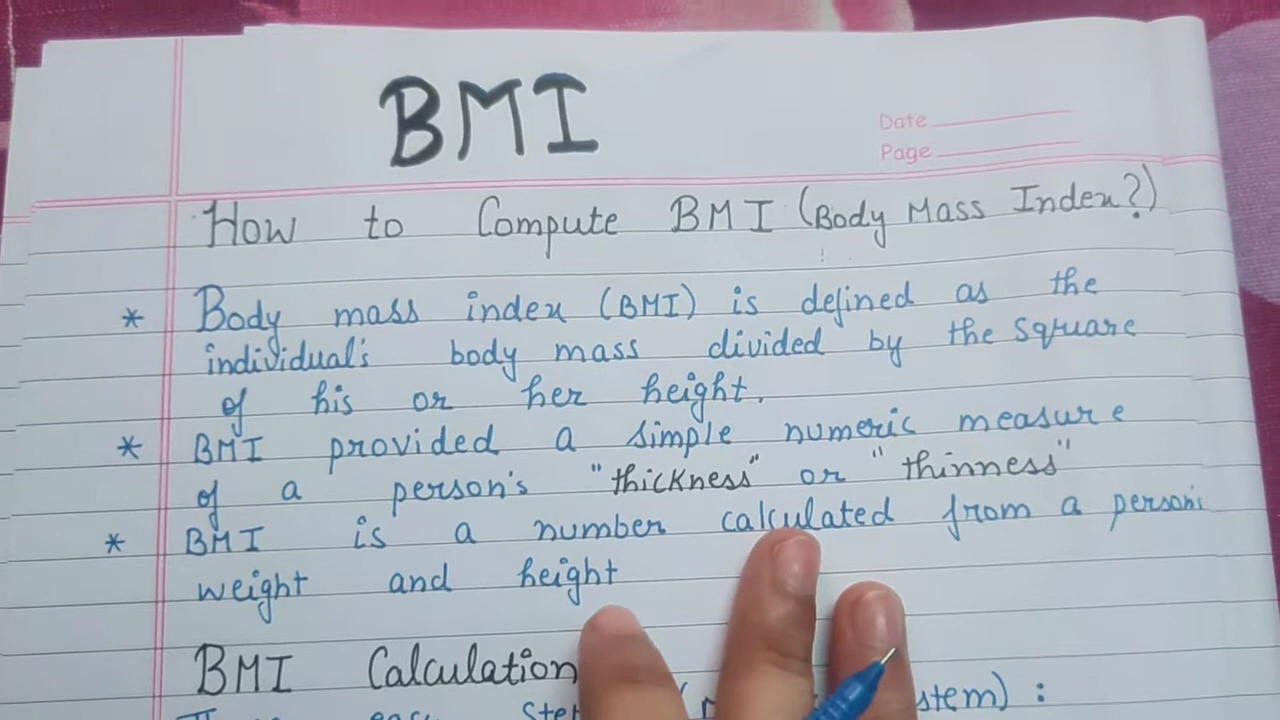 BMI
Date
Page
How to Compute BMI (Body Mass Index?)
* Body mass index (BMI) is defined as the
individual's body mass divided by the square
of his or her height.
* BMI provided a simple numeric measure
of a person's "thickness" or "thinness"
* BMI is a number calculated from a person's
weight and height
BMI Calculation